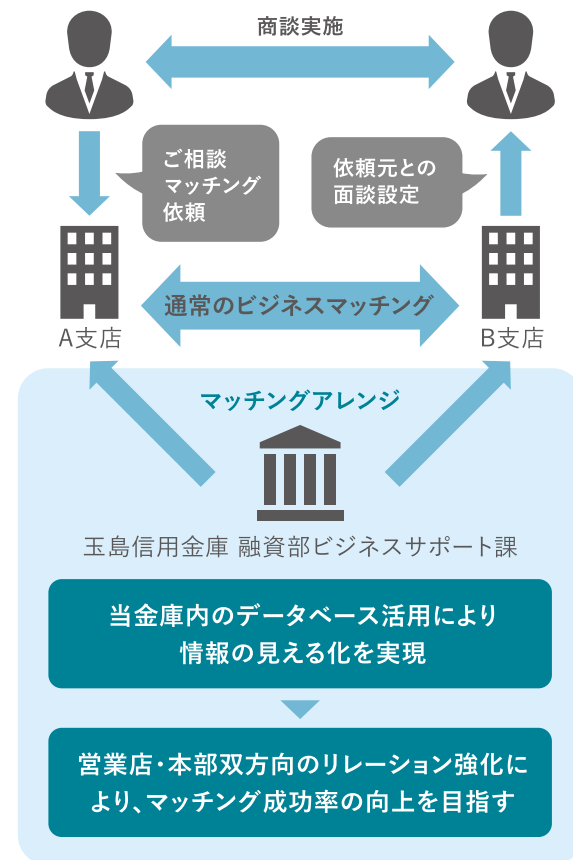 商談実施
ご相談
マッチング
依頼
依頼元との
面談設定
通常のビジネスマッチング
A支店
B支店
マッチングアレンジ
玉島信用金庫 融資部ビジネスサポート課
当金庫内のデータベース活用により
情報の見える化を実現
営業店・本部双方向のリレーション強化に
より、マッチング成功率の向上を目指す